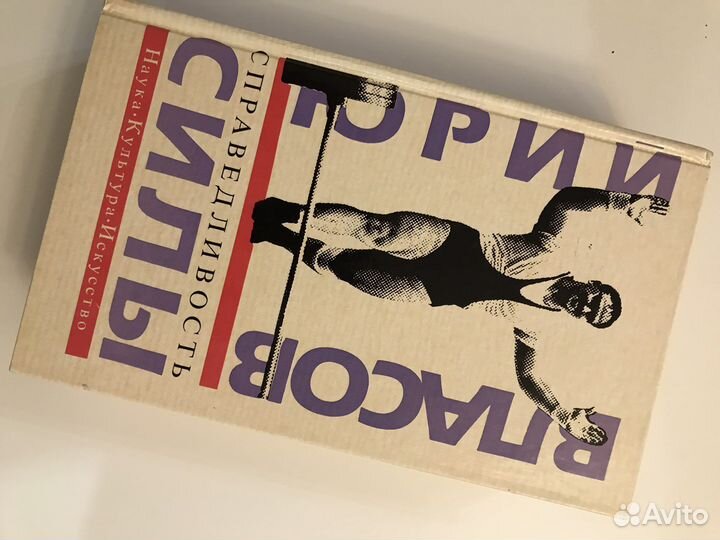 ЮРИЙ
ВЛАСОВ
СПРАВЕДЛИВОСТЬ
СИЛЫ
НАУКА·КУЛЬТУРА·ИСКУССТВО
Avito